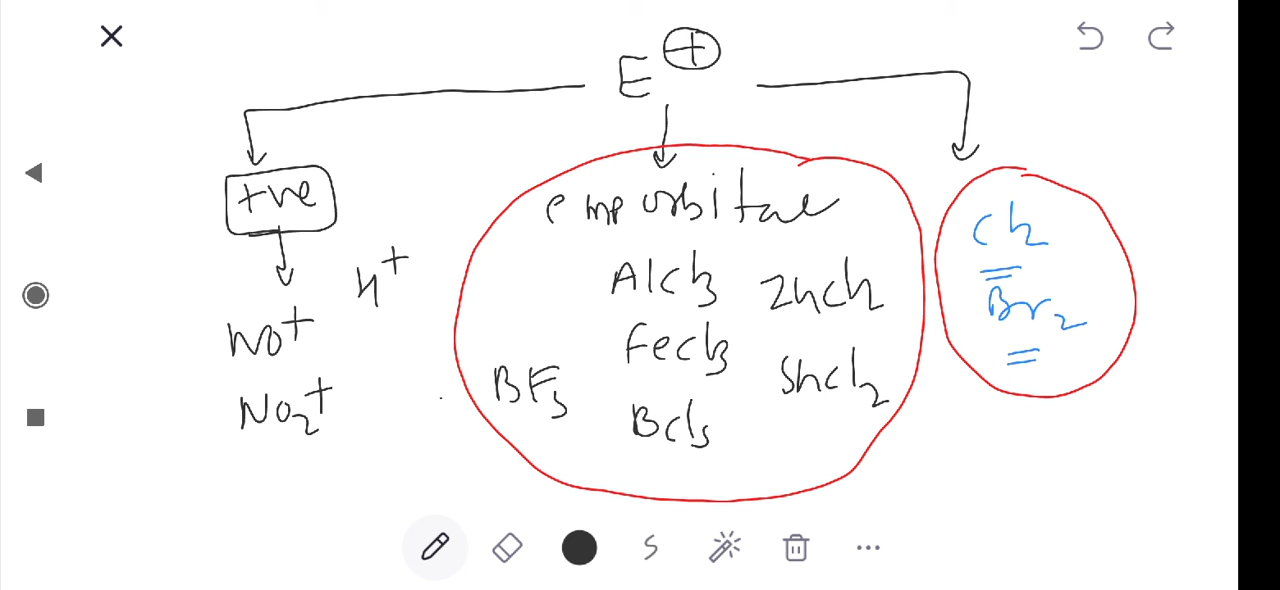 E⊕
+ve
H⁺
NO⁺
NO₂⁺
emp orbital
AlCl₃ ZnCl₂
FeCl₃
BF₃ SnCl₂
BCl₃
Cl₂
Br₂